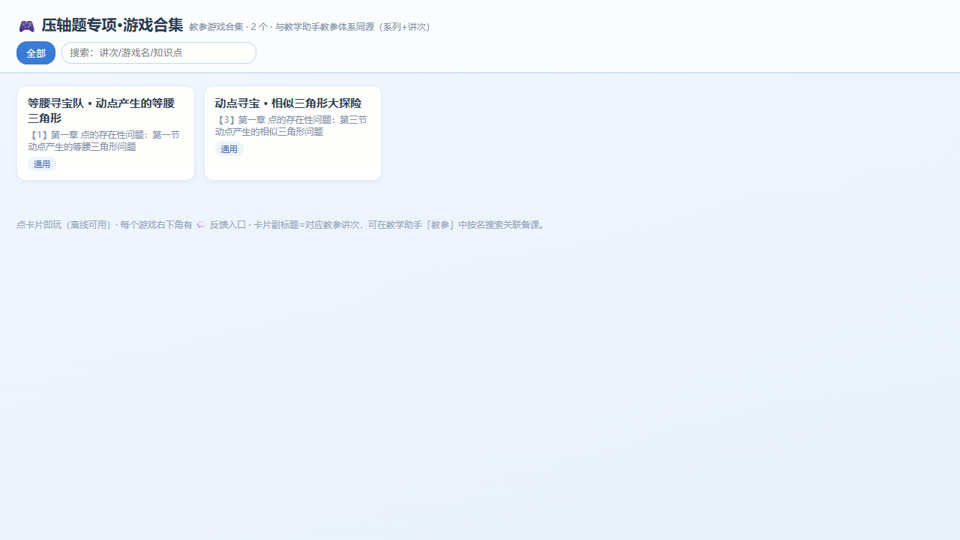 压轴题专项·游戏合集 教参游戏合集 · 2 个 · 与教学助手教参体系同源（系列+讲次）
全部 搜索：讲次/游戏名/知识点
等腰寻宝队·动点产生的等腰
三角形
【1】第一章 点的存在性问题：第一节
动点产生的等腰三角形问题
通用
动点寻宝·相似三角形大探险
【3】第一章 点的存在性问题：第三节
动点产生的相似三角形问题
通用
点卡片即玩（离线可用）· 每个游戏右下角有 反馈入口 · 卡片副标题=对应教参讲次，可在教学助手「教参」中按名搜索关联备课。